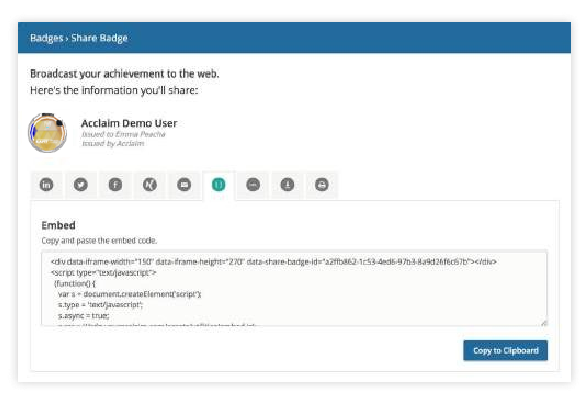 Badges › Share Badge
Broadcast your achievement to the web.
Here's the information you'll share:
Acclaim Demo User
Issued to Emma Peacha
Issued by Acclaim
in f
Embed
Copy and paste the embed code.
<div data-iframe-width="150" data-iframe-height="270" data-share-badge-id="a2ffb862-1c53-4ed6-97b3-8a9d26f6c57b"></div>
<script type="text/javascript">
(function() {
var s = document.createElement('script');
s.type = 'text/javascript';
s.async = true;
Copy to Clipboard